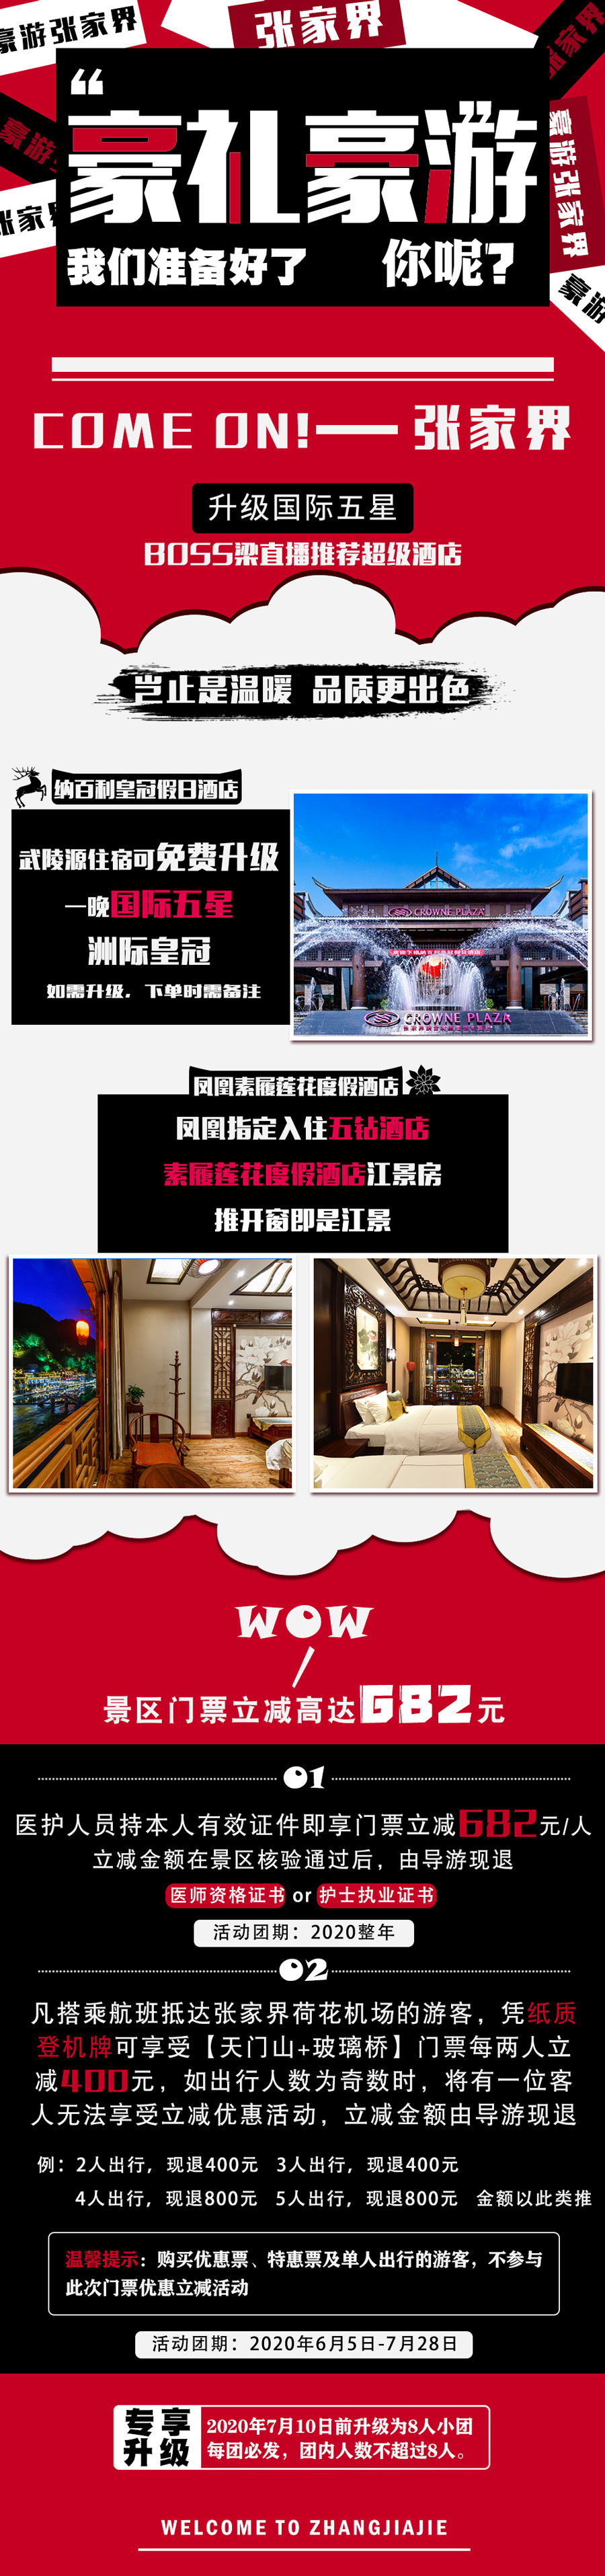 豪游张家界
张家界
张家界
豪游
豪游张家界
张家界
豪游
“
豪礼豪游
我们准备好了 你呢?
COME ON!——张家界
升级国际五星
BOSS梁直播推荐超级酒店
岂止是温暖 品质更出色
纳百利皇冠假日酒店
武陵源住宿可免费升级
一晚国际五星
洲际皇冠
如需升级，下单时需备注
CROWNE PLAZA
CROWNE PLAZA
凤凰素履莲花度假酒店
凤凰指定入住五钻酒店
素履莲花度假酒店江景房
推开窗即是江景
WOW
景区门票立减高达682元
01
医护人员持本人有效证件即享门票立减682元/人
立减金额在景区核验通过后，由导游现退
医师资格证书 or 护士执业证书
活动团期：2020整年
02
凡搭乘航班抵达张家界荷花机场的游客，凭纸质
登机牌可享受【天门山+玻璃桥】门票每两人立
减400元，如出行人数为奇数时，将有一位客
人无法享受立减优惠活动，立减金额由导游现退
例：2人出行，现退400元 3人出行，现退400元
4人出行，现退800元 5人出行，现退800元 金额以此类推
温馨提示：购买优惠票、特惠票及单人出行的游客，不参与
此次门票优惠立减活动
活动团期：2020年6月5日-7月28日
专享
升级
2020年7月10日前升级为8人小团
每团必发，团内人数不超过8人。
WELCOME TO ZHANGJIAJIE